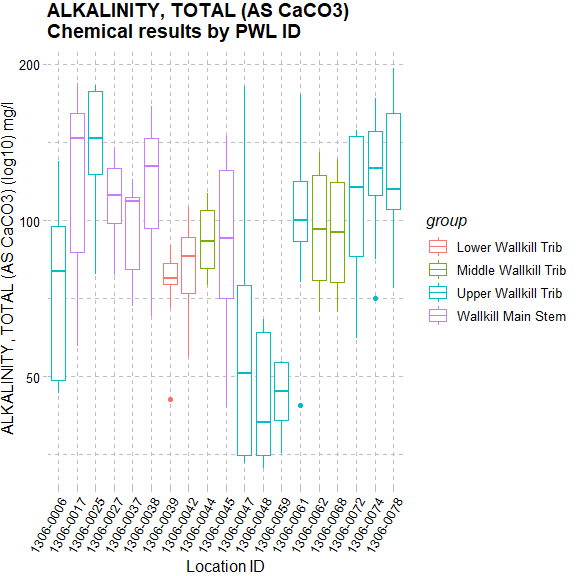 ALKALINITY, TOTAL (AS CaCO3)
Chemical results by PWL ID
ALKALINITY, TOTAL (AS CaCO3) (log10) mg/l
200
100
50
1306-0006
1306-0017
1306-0025
1306-0027
1306-0037
1306-0038
1306-0039
1306-0042
1306-0044
1306-0045
1306-0047
1306-0048
1306-0059
1306-0061
1306-0062
1306-0068
1306-0072
1306-0074
1306-0078
Location ID
group
Lower Wallkill Trib
Middle Wallkill Trib
Upper Wallkill Trib
Wallkill Main Stem